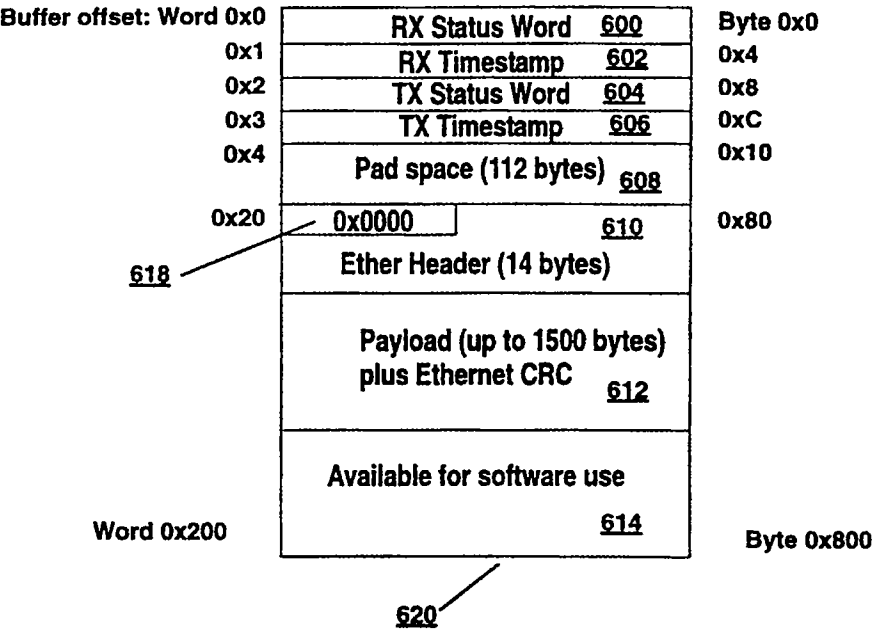 Buffer offset: Word 0x0 RX Status Word 600 Byte 0x0
0x1 RX Timestamp 602 0x4
0x2 TX Status Word 604 0x8
0x3 TX Timestamp 606 0xC
0x4 Pad space (112 bytes) 608 0x10
0x20 0x0000 610 0x80
618 Ether Header (14 bytes)
Payload (up to 1500 bytes)
plus Ethernet CRC 612
Available for software use
614
Word 0x200 Byte 0x800
620